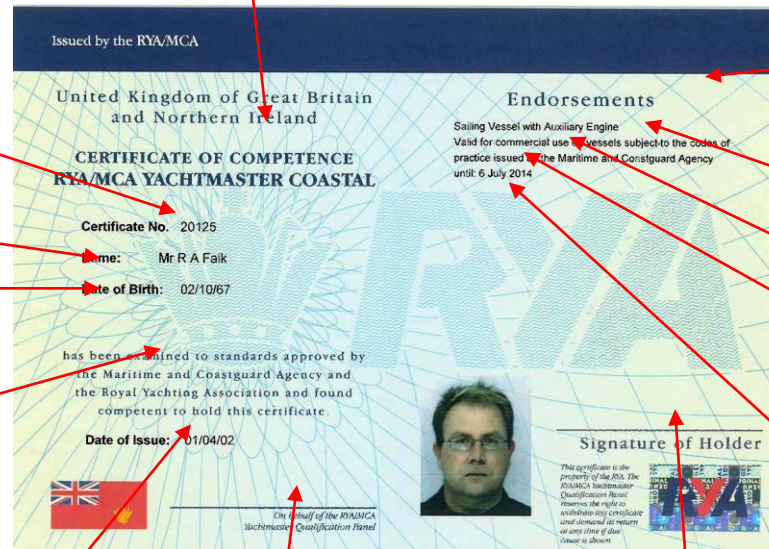 Issued by the RYA/MCA
United Kingdom of Great Britain
and Northern Ireland
CERTIFICATE OF COMPETENCE
RYA/MCA YACHTMASTER COASTAL
Certificate No. 20125
Name: Mr R A Faik
Date of Birth: 02/10/67
has been examined to standards approved by
the Maritime and Coastguard Agency and
the Royal Yachting Association and found
competent to hold this certificate.
Date of Issue: 01/04/02
On behalf of the RYA/MCA
Yachtmaster Qualification Panel
Endorsements
Sailing Vessel with Auxiliary Engine
Valid for commercial use on vessels subject to the codes of
practice issued by the Maritime and Coastguard Agency
until: 6 July 2014
RYA
Signature of Holder
This certificate is the
property of the RYA. The
RYA/MCA Yachtmaster
Qualification Panel
reserves the right to
withdraw this certificate
and demand its return
at any time if due
cause is shown
RYA